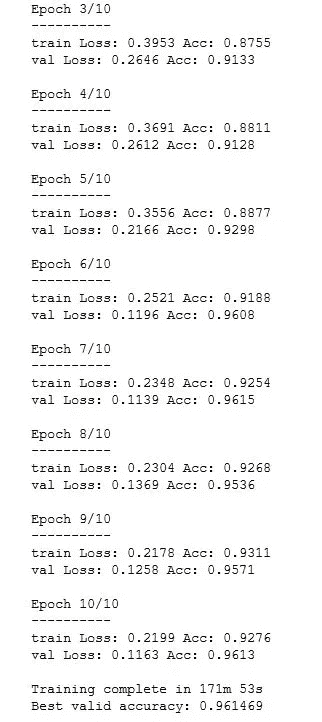 Epoch 3/10
----------
train Loss: 0.3953 Acc: 0.8755
val Loss: 0.2646 Acc: 0.9133
Epoch 4/10
----------
train Loss: 0.3691 Acc: 0.8811
val Loss: 0.2612 Acc: 0.9128
Epoch 5/10
----------
train Loss: 0.3556 Acc: 0.8877
val Loss: 0.2166 Acc: 0.9298
Epoch 6/10
----------
train Loss: 0.2521 Acc: 0.9188
val Loss: 0.1196 Acc: 0.9608
Epoch 7/10
----------
train Loss: 0.2348 Acc: 0.9254
val Loss: 0.1139 Acc: 0.9615
Epoch 8/10
----------
train Loss: 0.2304 Acc: 0.9268
val Loss: 0.1369 Acc: 0.9536
Epoch 9/10
----------
train Loss: 0.2178 Acc: 0.9311
val Loss: 0.1258 Acc: 0.9571
Epoch 10/10
----------
train Loss: 0.2199 Acc: 0.9276
val Loss: 0.1163 Acc: 0.9613
Training complete in 171m 53s
Best valid accuracy: 0.961469